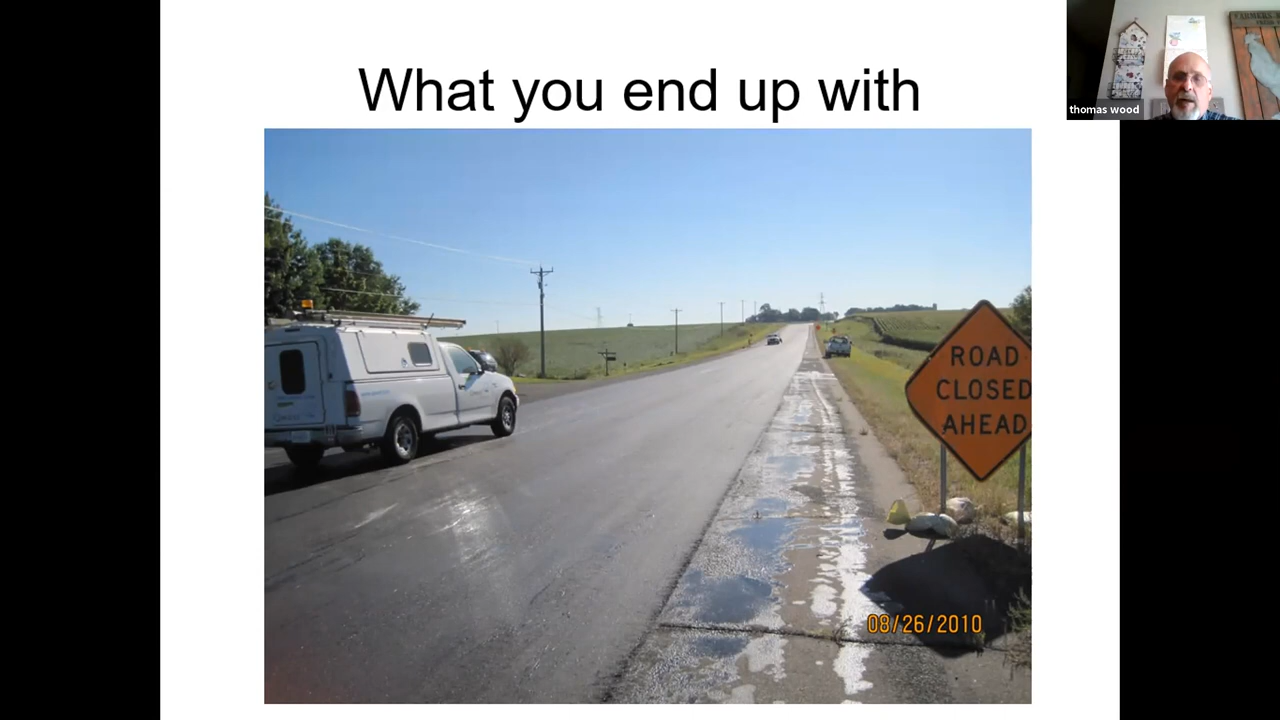 What you end up with
thomas wood
ROAD
CLOSED
AHEAD
08/26/2010